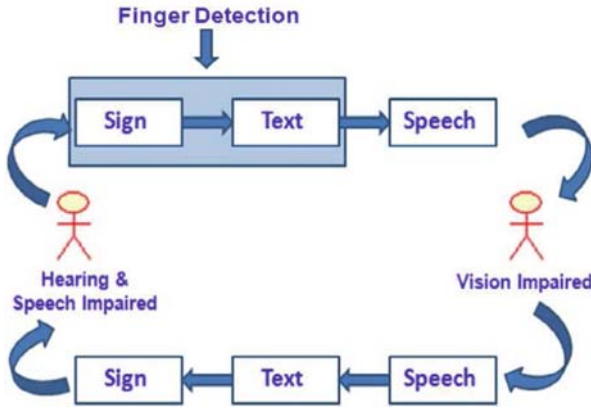 Finger Detection
Sign
Text
Speech
Hearing &
Speech Impaired
Vision Impaired
Sign
Text
Speech